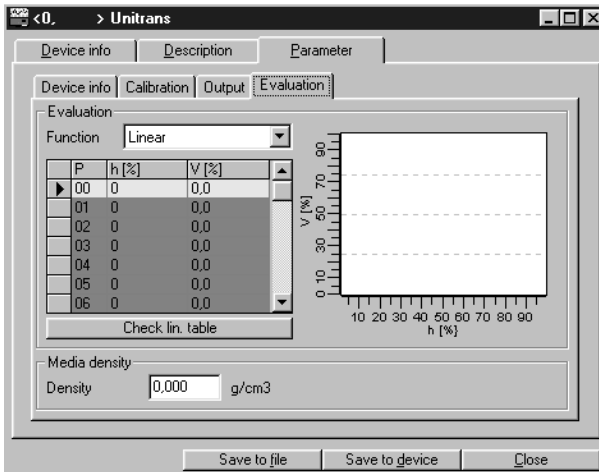 <0, > Unitrans
Device info Description Parameter
Device info Calibration Output Evaluation
Evaluation
Function Linear
P h [%] V [%]
00 0 0,0
01 0 0,0
02 0 0,0
03 0 0,0
04 0 0,0
05 0 0,0
06 0 0,0
Check lin. table
V [%]
90
70
50
30
10
0
10 20 30 40 50 60 70 80 90
h [%}
Media density
Density 0,000 g/cm3
Save to file Save to device Close